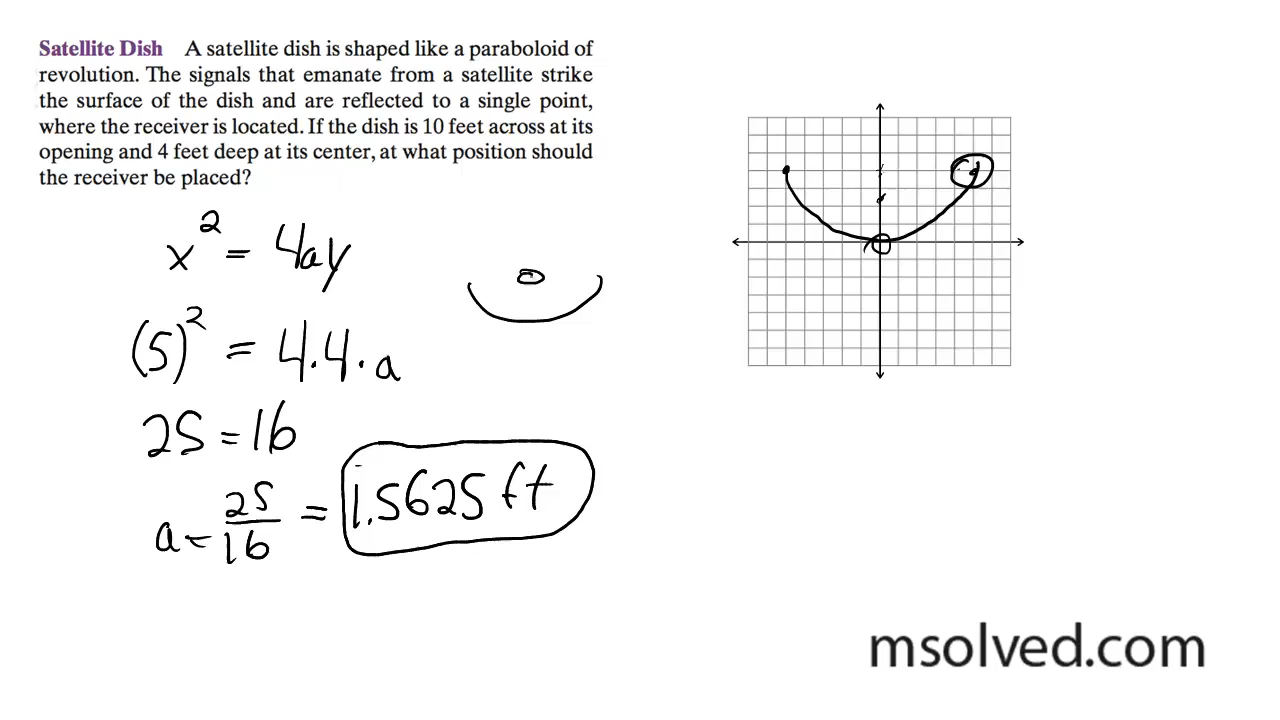 Satellite Dish A satellite dish is shaped like a paraboloid of
revolution. The signals that emanate from a satellite strike
the surface of the dish and are reflected to a single point,
where the receiver is located. If the dish is 10 feet across at its
opening and 4 feet deep at its center, at what position should
the receiver be placed?
x² = 4ay
(5)² = 4·4·a
25 = 16
a = 25/16 = 1.5625 ft
msolved.com